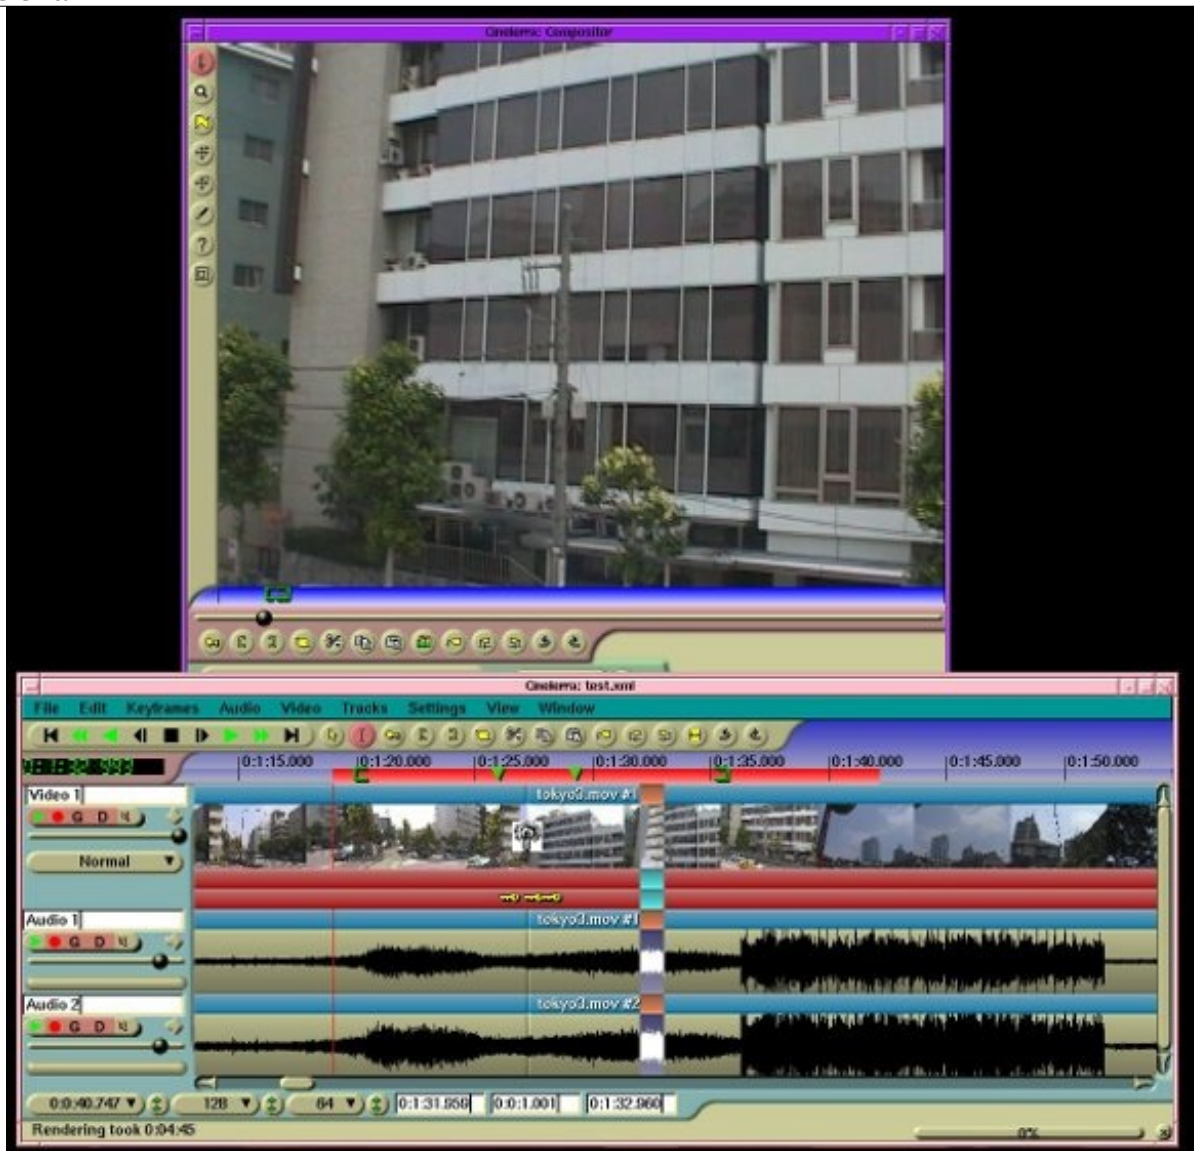 Cinelerra: Compositor
Cinelerra: test.xml
File Edit Keyframes Audio Video Tracks Settings View Window
0:1:15.000 0:1:20.000 0:1:25.000 0:1:30.000 0:1:35.000 0:1:40.000 0:1:45.000 0:1:50.000
Video 1
tokyo3.mov #1
G D
Normal
Audio 1
tokyo3.mov #1
G D
Audio 2
tokyo3.mov #2
G D
0:0:40.747 128 64 0:1:31.959 0:0:1.001 0:1:32.960
Rendering took 0:04:45
0%